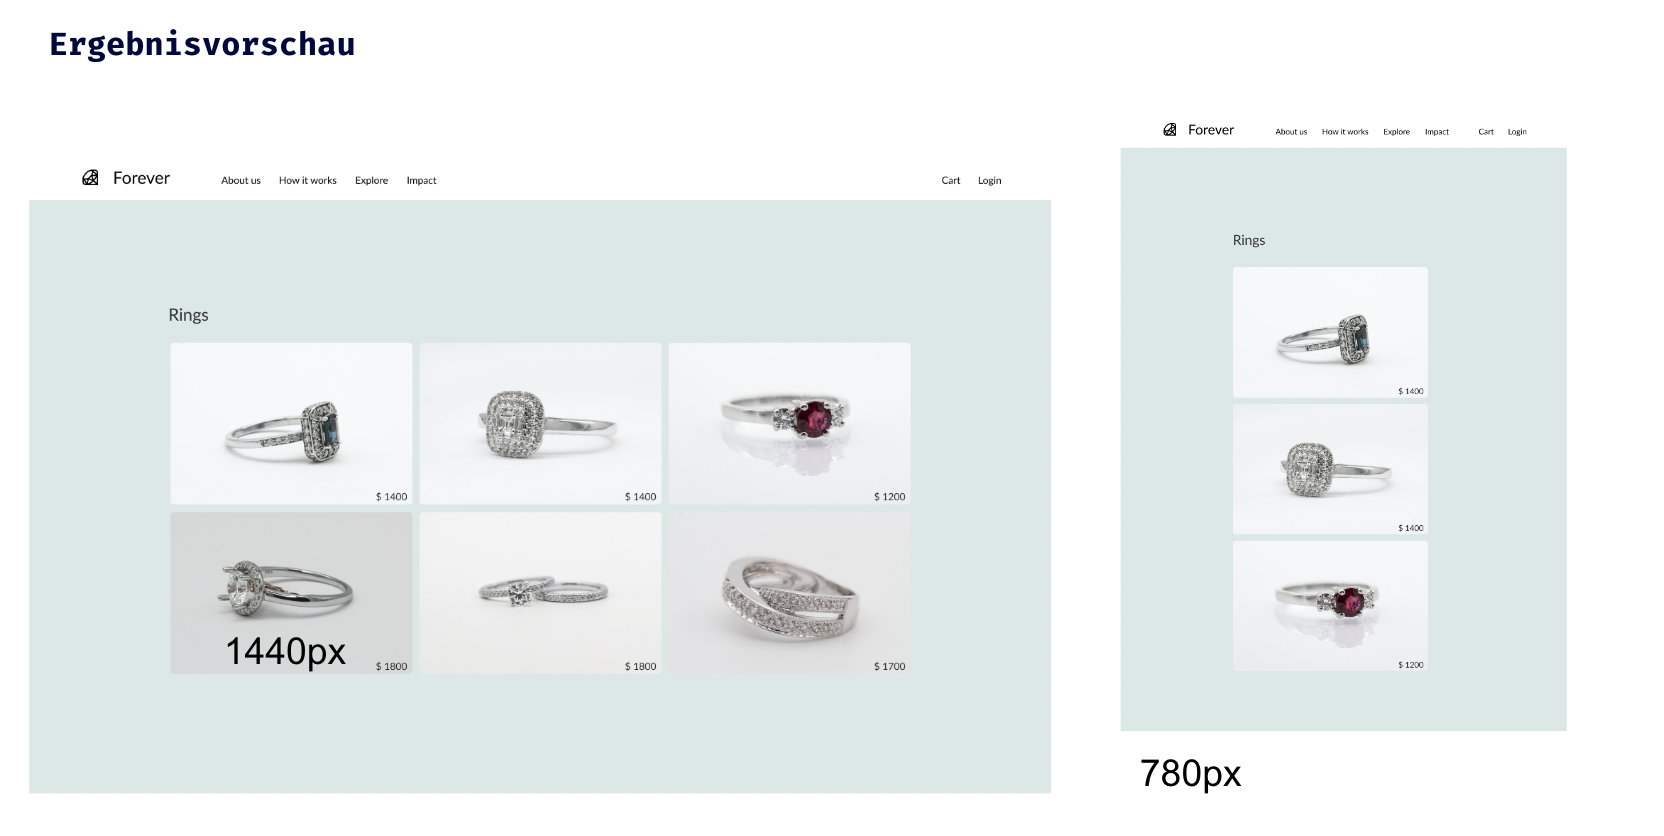 Ergebnisvorschau
Forever
About us How it works Explore Impact
Cart Login
Rings
$ 1400
$ 1400
$ 1200
1440px
$ 1800
$ 1800
$ 1700
Forever
About us How it works Explore Impact
Cart Login
Rings
$ 1400
$ 1400
$ 1200
780px